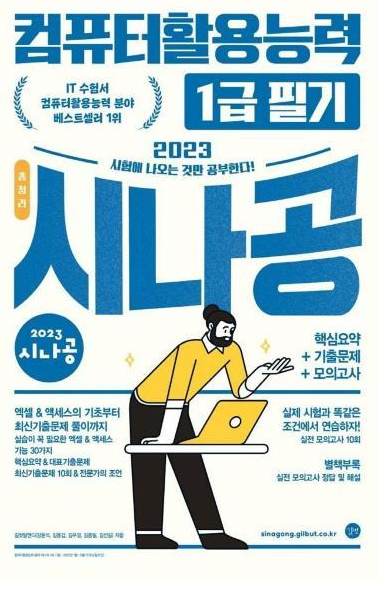 컴퓨터활용능력
IT 수험서
컴퓨터활용능력 분야
베스트셀러 1위
1급 필기
2023
시험에 나오는 것만 공부한다!
총정리
시나공
2023
시나공
핵심요약
+ 기출문제
+ 모의고사
엑셀 & 액세스의 기초부터
최신기출문제 풀이까지
실습이 꼭 필요한 엑셀 & 액세스
기능 30가지
핵심요약 & 대표기출문제
최신기출문제 10회 & 전문가의 조언
실제 시험과 똑같은
조건에서 연습하자!
실전 모의고사 10회
별책부록
실전 모의고사 정답 및 해설
sinagong.gilbut.co.kr
길벗